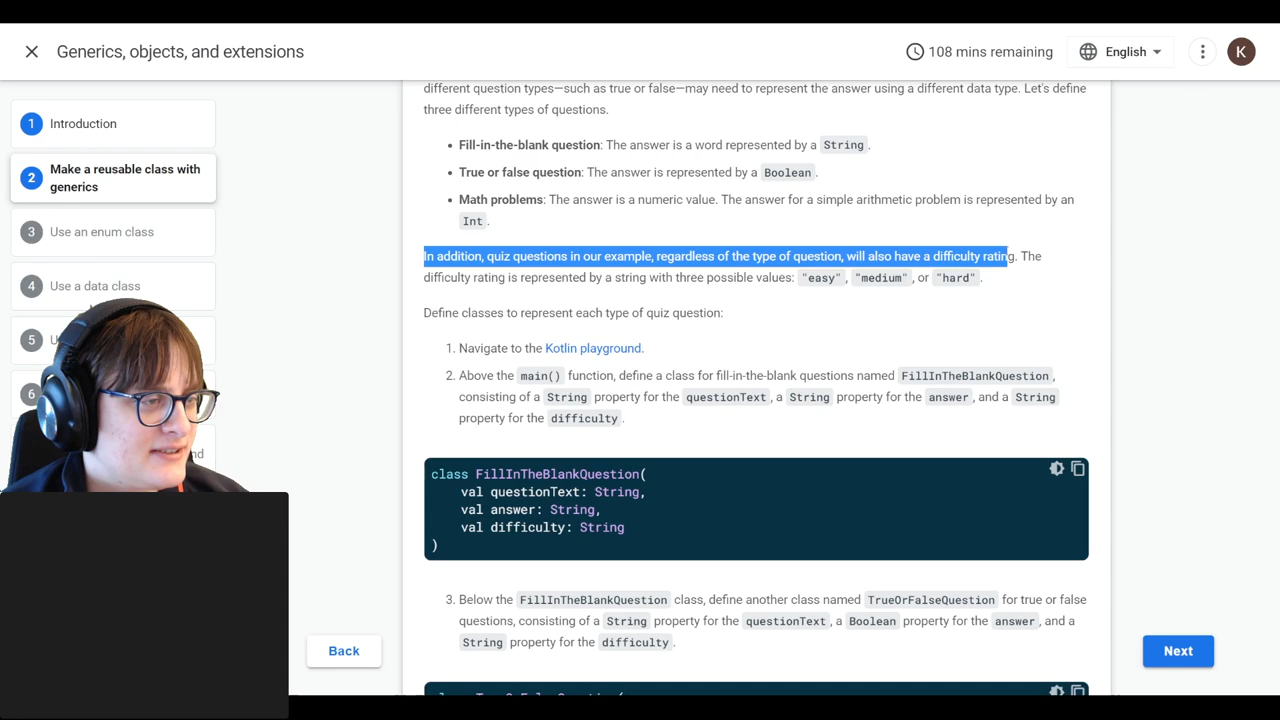 Generics, objects, and extensions
108 mins remaining
English
K
1 Introduction
2 Make a reusable class with
generics
3 Use an enum class
4 Use a data class
5
6
nd
different question types—such as true or false—may need to represent the answer using a different data type. Let's define
three different types of questions.
• Fill-in-the-blank question: The answer is a word represented by a String.
• True or false question: The answer is represented by a Boolean.
• Math problems: The answer is a numeric value. The answer for a simple arithmetic problem is represented by an
Int.
In addition, quiz questions in our example, regardless of the type of question, will also have a difficulty rating. The
difficulty rating is represented by a string with three possible values: "easy", "medium", or "hard".
Define classes to represent each type of quiz question:
1. Navigate to the Kotlin playground.
2. Above the main() function, define a class for fill-in-the-blank questions named FillInTheBlankQuestion,
consisting of a String property for the questionText, a String property for the answer, and a String
property for the difficulty.
class FillInTheBlankQuestion(
    val questionText: String,
    val answer: String,
    val difficulty: String
)
3. Below the FillInTheBlankQuestion class, define another class named TrueOrFalseQuestion for true or false
questions, consisting of a String property for the questionText, a Boolean property for the answer, and a
String property for the difficulty.
Back
Next